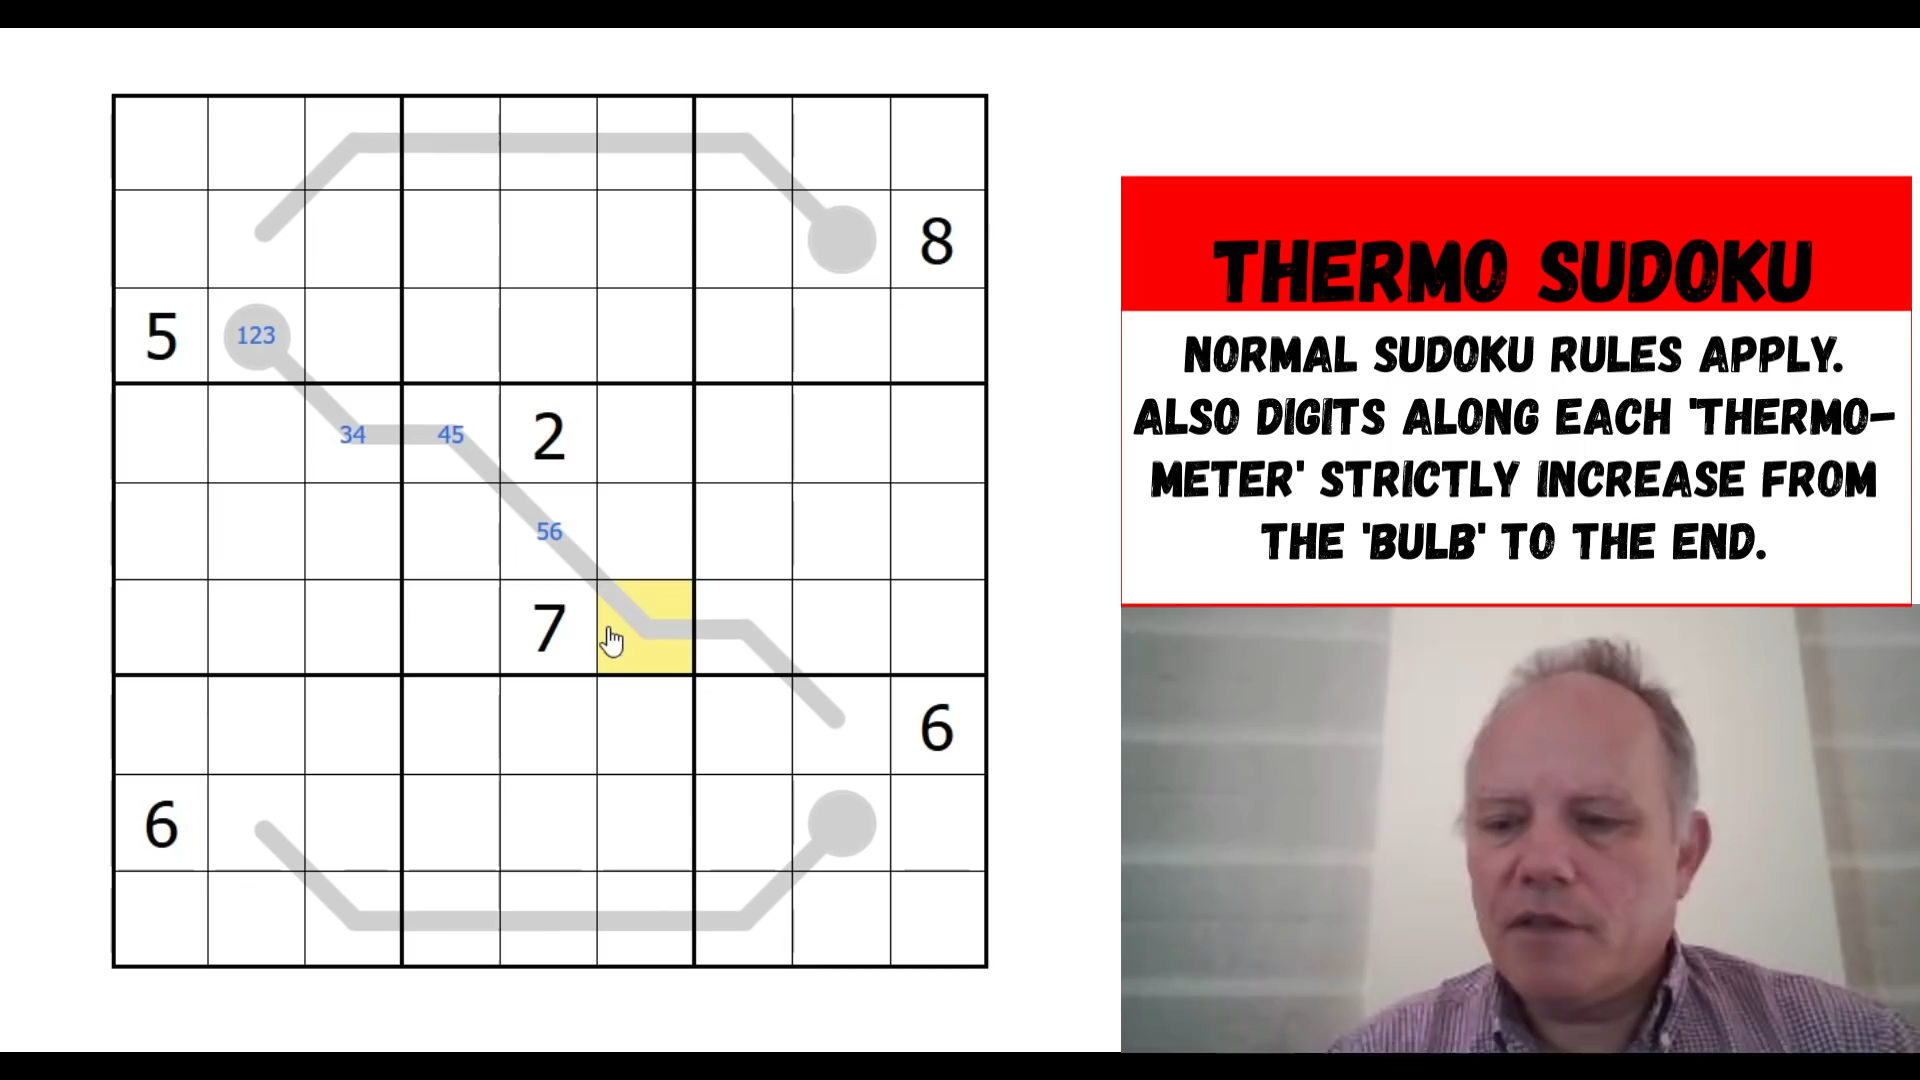 8
5 123
34 45 2
56
7
6
6
THERMO SUDOKU
NORMAL SUDOKU RULES APPLY.
ALSO DIGITS ALONG EACH 'THERMO-
METER' STRICTLY INCREASE FROM
THE 'BULB' TO THE END.